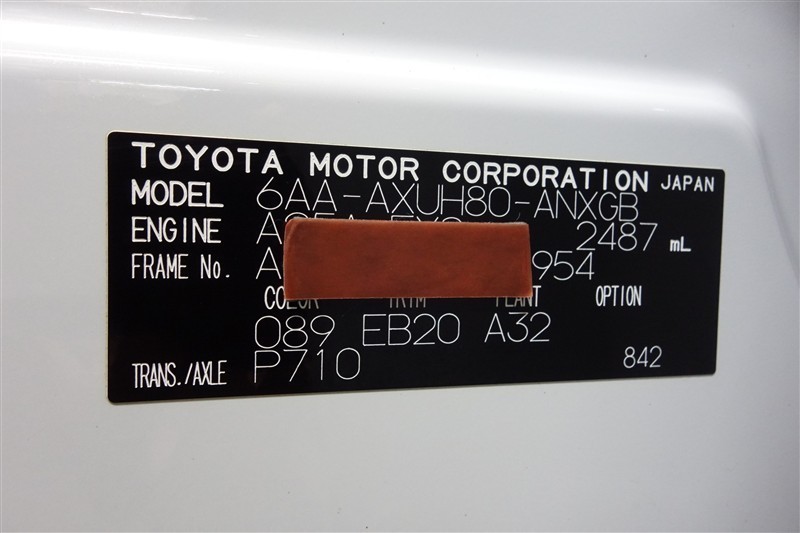 TOYOTA MOTOR CORPORATION JAPAN
MODEL 6AA-AXUH80-ANXGB
ENGINE 2487 mL
FRAME No. 954
COLOR TRIM PLANT OPTION
089 EB20 A32
TRANS./AXLE P710 842